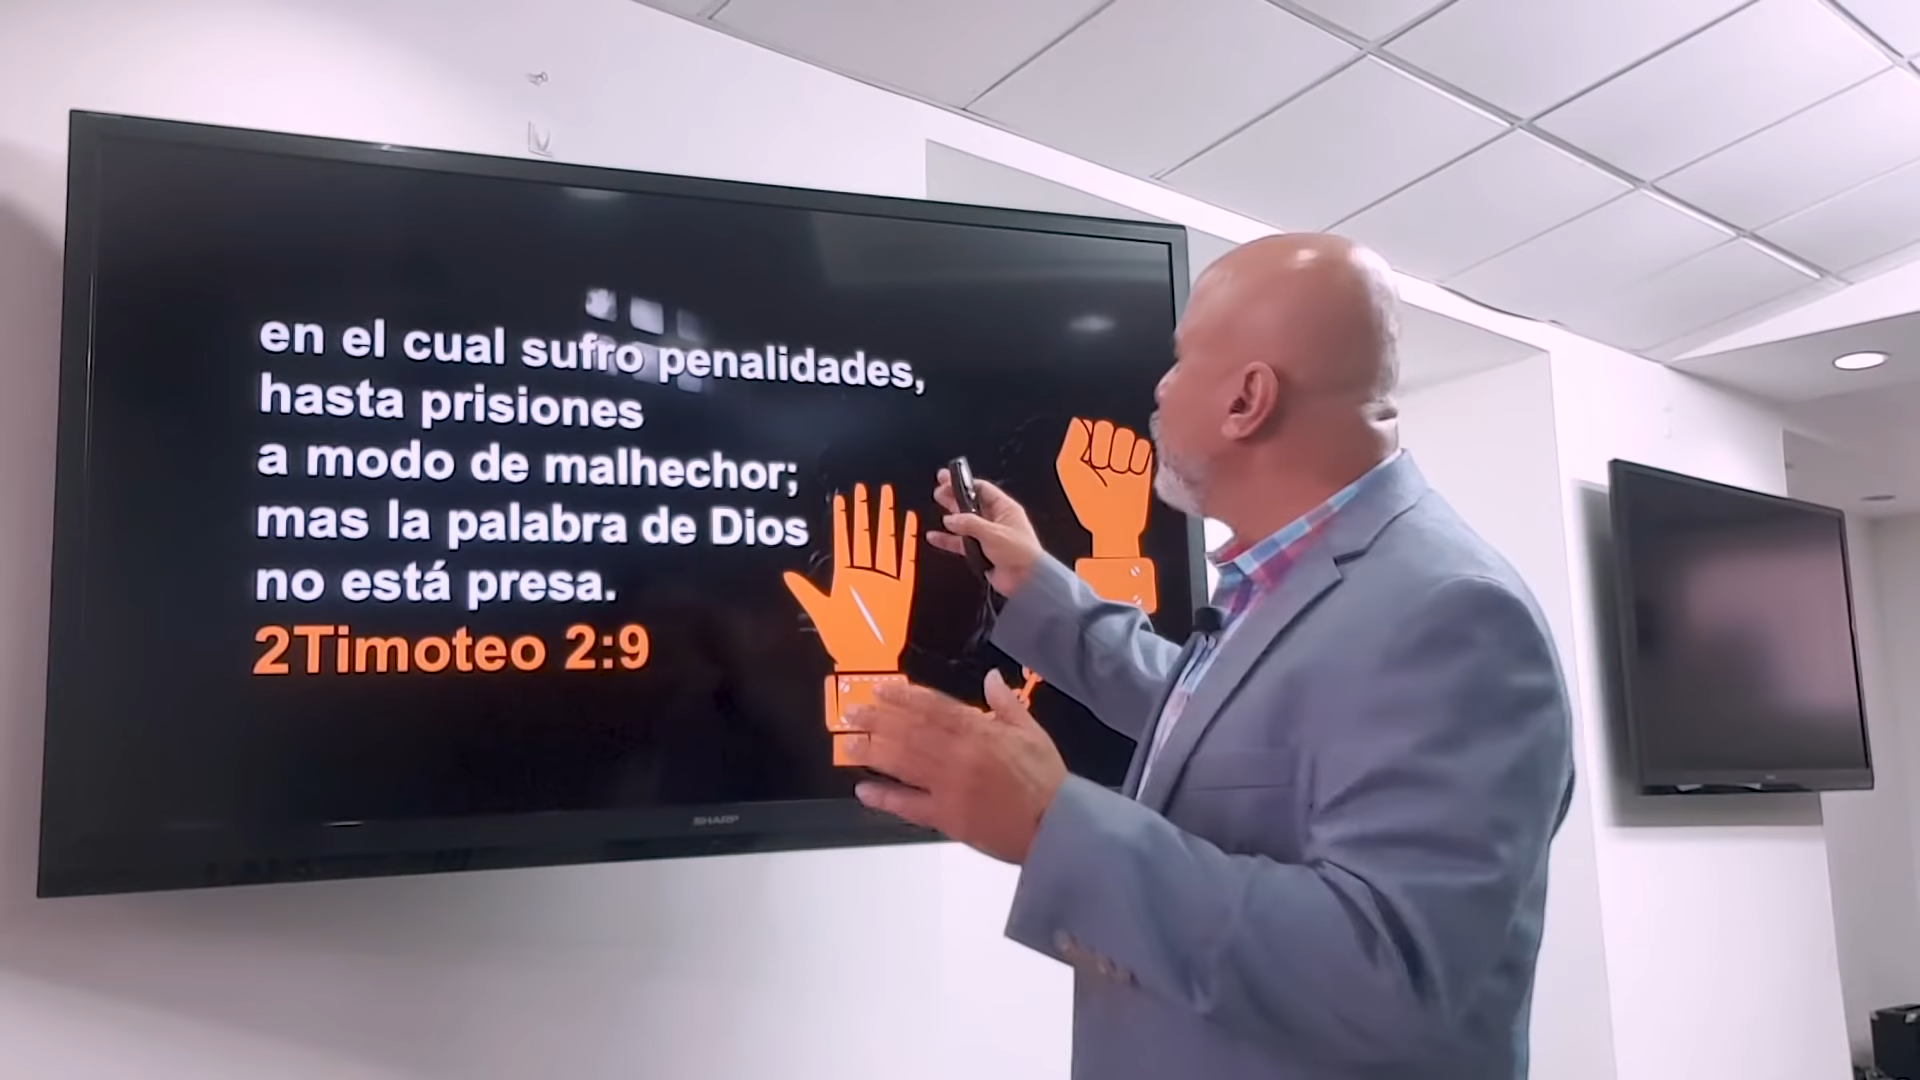 en el cual sufro penalidades,
hasta prisiones
a modo de malhechor;
mas la palabra de Dios
no está presa.
2Timoteo 2:9
SHARP